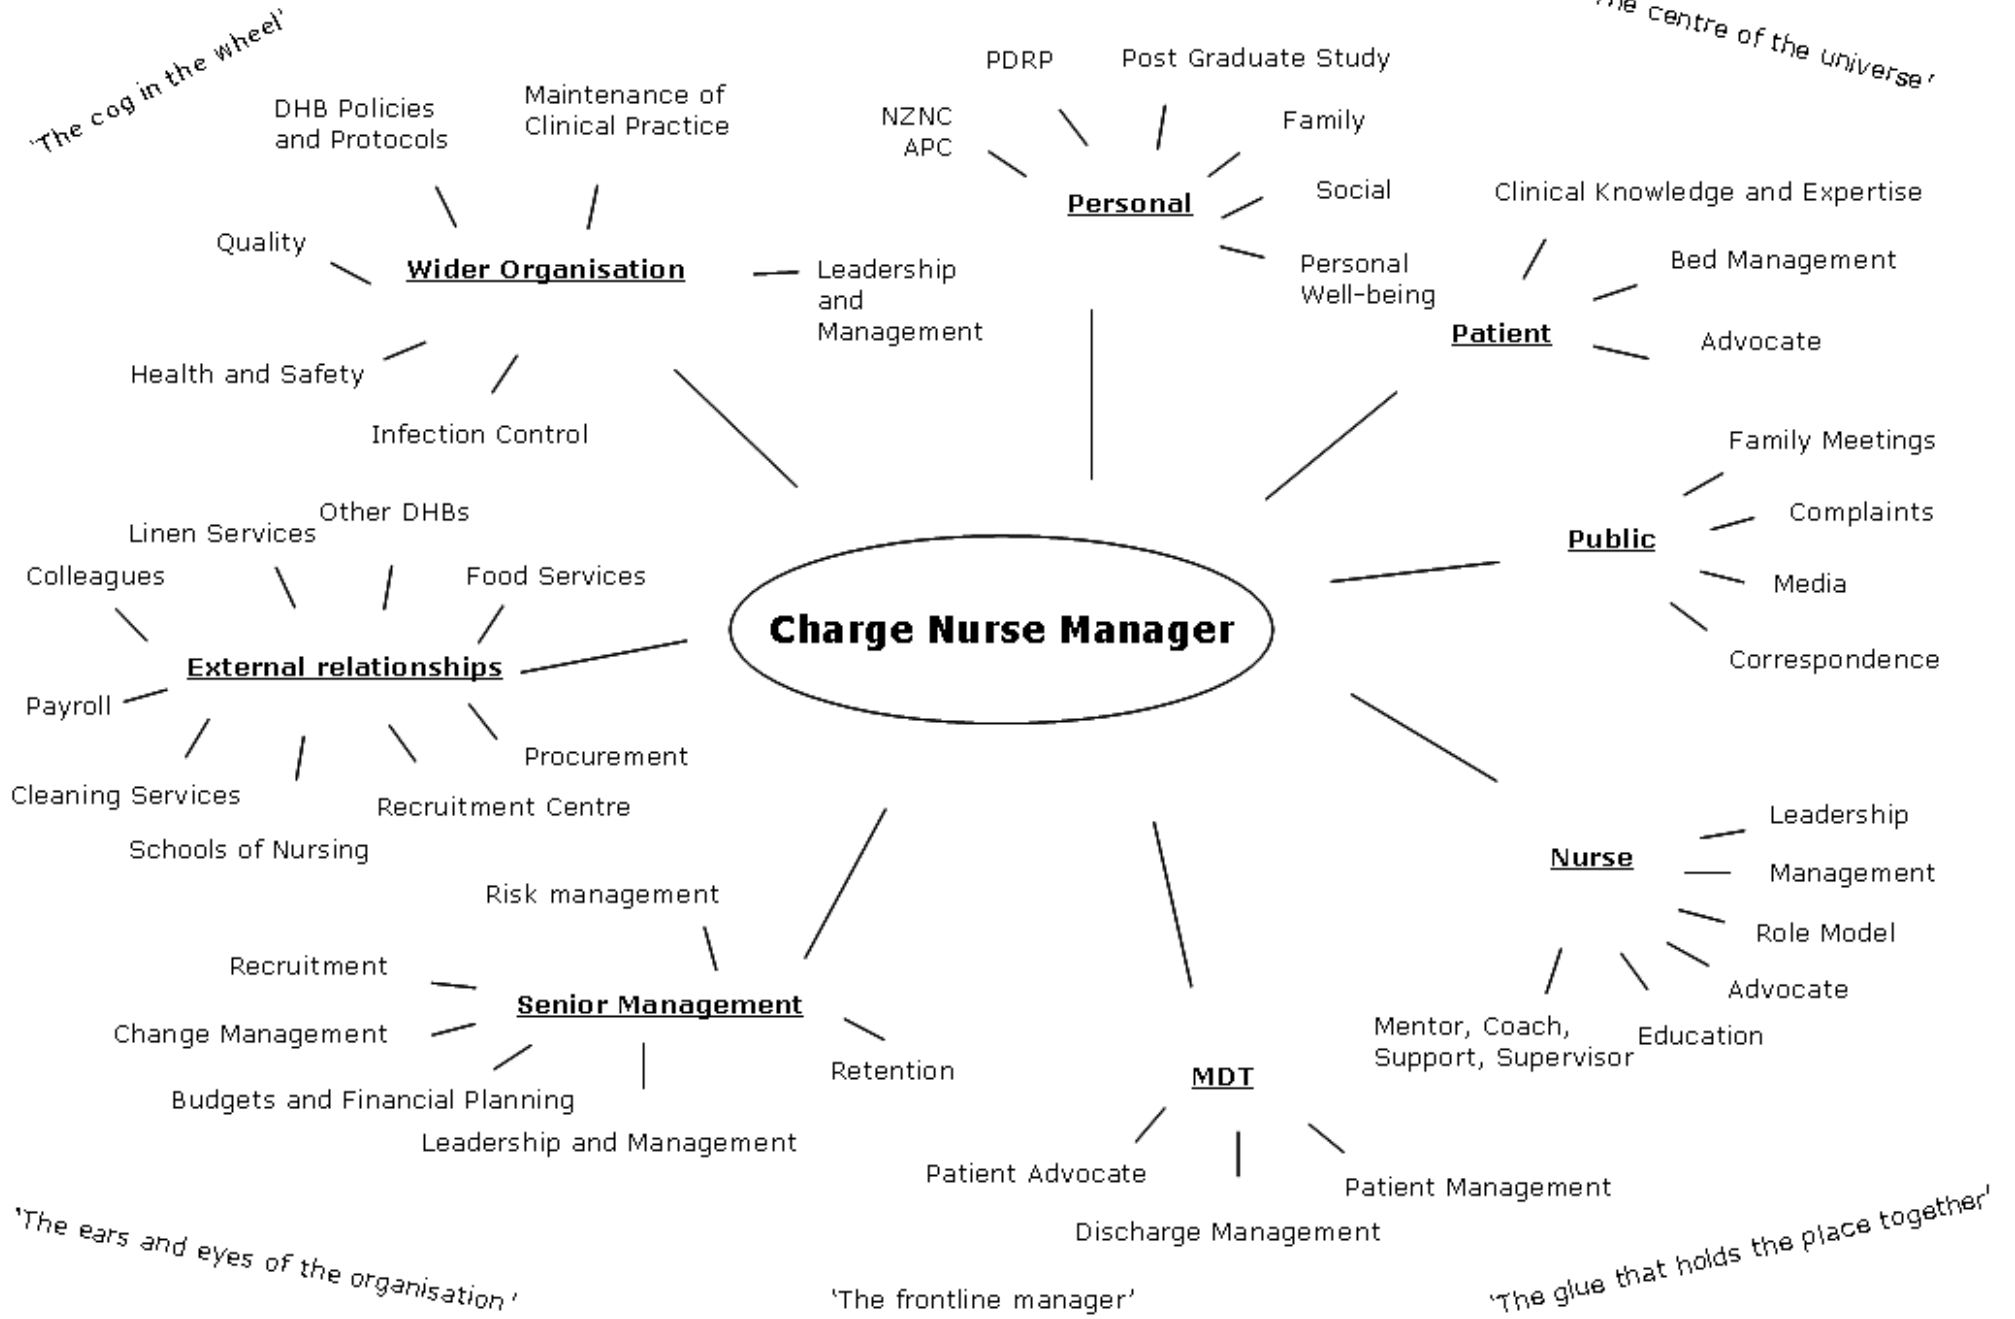 'The cog in the wheel'
The centre of the universe'
PDRP
Post Graduate Study
NZNC
APC
Family
Social
Personal
Well-being
Personal
DHB Policies
and Protocols
Maintenance of
Clinical Practice
Quality
Wider Organisation
Leadership
and
Management
Health and Safety
Infection Control
Clinical Knowledge and Expertise
Bed Management
Patient
Advocate
Family Meetings
Complaints
Public
Media
Correspondence
Other DHBs
Linen Services
Colleagues
Food Services
External relationships
Payroll
Procurement
Cleaning Services
Recruitment Centre
Schools of Nursing
Charge Nurse Manager
Leadership
Nurse
Management
Role Model
Advocate
Education
Mentor, Coach,
Support, Supervisor
Risk management
Recruitment
Senior Management
Change Management
Retention
Budgets and Financial Planning
Leadership and Management
MDT
Patient Advocate
Patient Management
Discharge Management
'The ears and eyes of the organisation'
'The frontline manager'
'The glue that holds the place together'